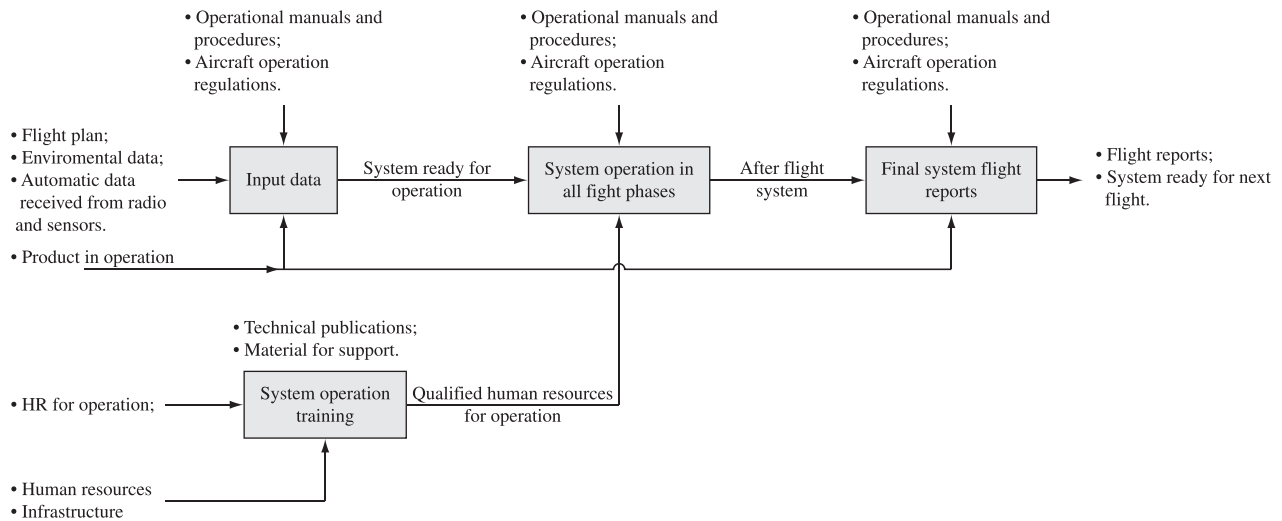 • Operational manuals and
procedures;
• Aircraft operation
regulations.
• Operational manuals and
procedures;
• Aircraft operation
regulations.
• Operational manuals and
procedures;
• Aircraft operation
regulations.
• Flight plan;
• Enviromental data;
• Automatic data
received from radio
and sensors.
• Product in operation
Input data
System ready for
operation
System operation in
all fight phases
After flight
system
Final system flight
reports
• Flight reports;
• System ready for next
flight.
• Technical publications;
• Material for support.
• HR for operation;
System operation
training
Qualified human resources
for operation
• Human resources
• Infrastructure